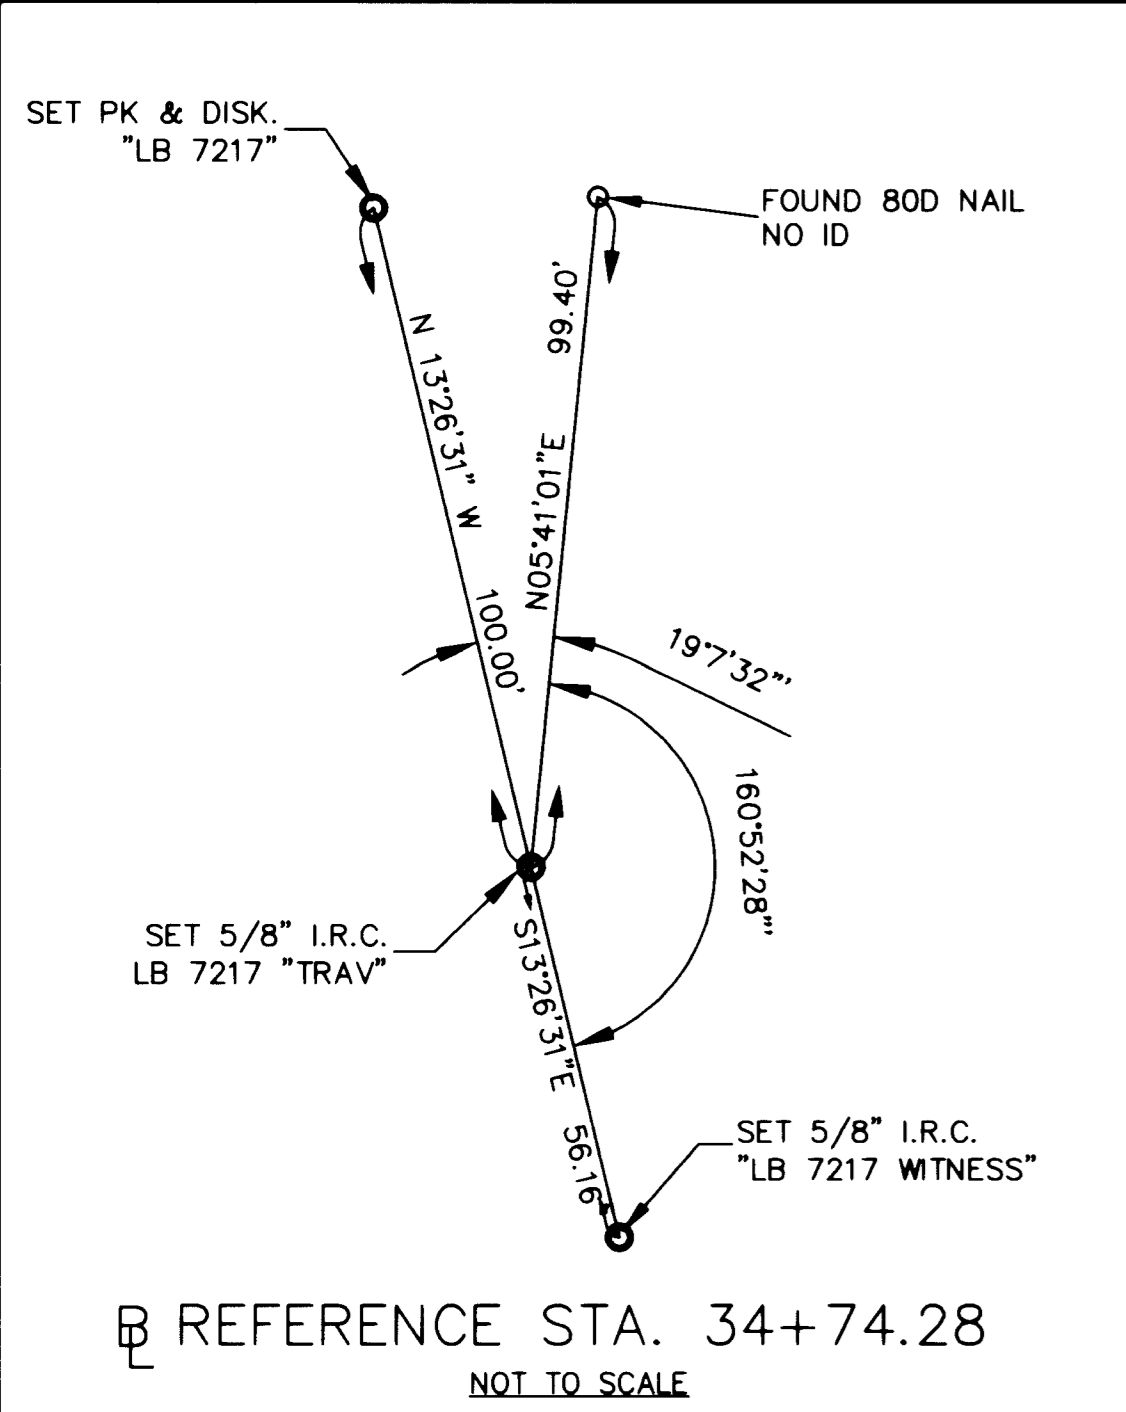 SET PK & DISK.
"LB 7217"
FOUND 80D NAIL
NO ID
N 13°26'31" W 100.00'
N05°41'01"E 99.40'
19°7'32"'
160°52'28"'
SET 5/8" I.R.C.
LB 7217 "TRAV"
S13°26'31"E 56.16'
SET 5/8" I.R.C.
"LB 7217 WITNESS"
BL REFERENCE STA. 34+74.28
NOT TO SCALE